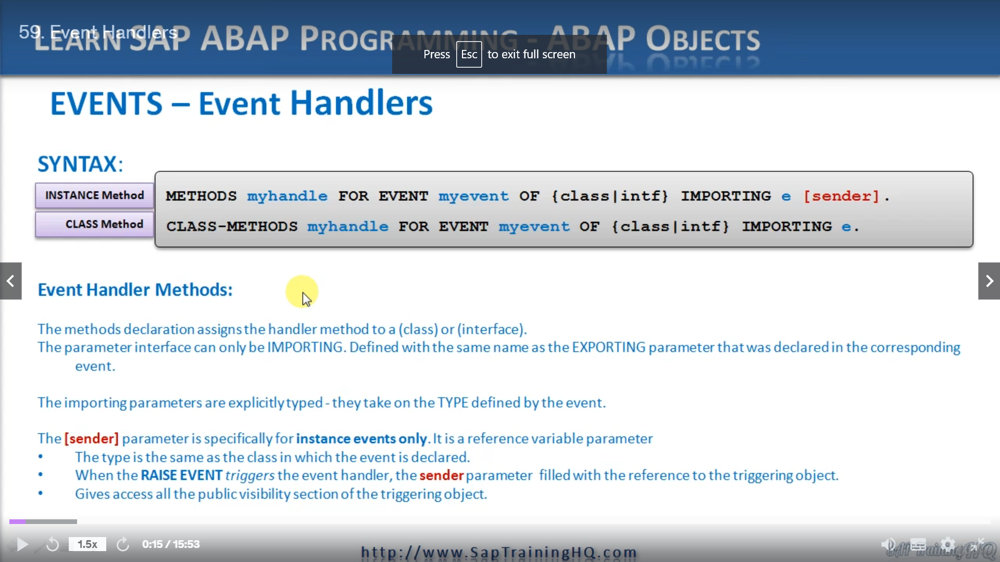 59. Event Handlers
LEARN SAP ABAP PROGRAMMING - ABAP OBJECTS
Press Esc to exit full screen
EVENTS – Event Handlers
SYNTAX:
INSTANCE Method
METHODS myhandle FOR EVENT myevent OF {class|intf} IMPORTING e [sender].
CLASS Method
CLASS-METHODS myhandle FOR EVENT myevent OF {class|intf} IMPORTING e.
Event Handler Methods:
The methods declaration assigns the handler method to a (class) or (interface).
The parameter interface can only be IMPORTING. Defined with the same name as the EXPORTING parameter that was declared in the corresponding
event.
The importing parameters are explicitly typed - they take on the TYPE defined by the event.
The [sender] parameter is specifically for instance events only. It is a reference variable parameter
• The type is the same as the class in which the event is declared.
• When the RAISE EVENT triggers the event handler, the sender parameter filled with the reference to the triggering object.
• Gives access all the public visibility section of the triggering object.
1.5x
0:15 / 15:53
http://www.SapTrainingHQ.com
SAP Training HQ